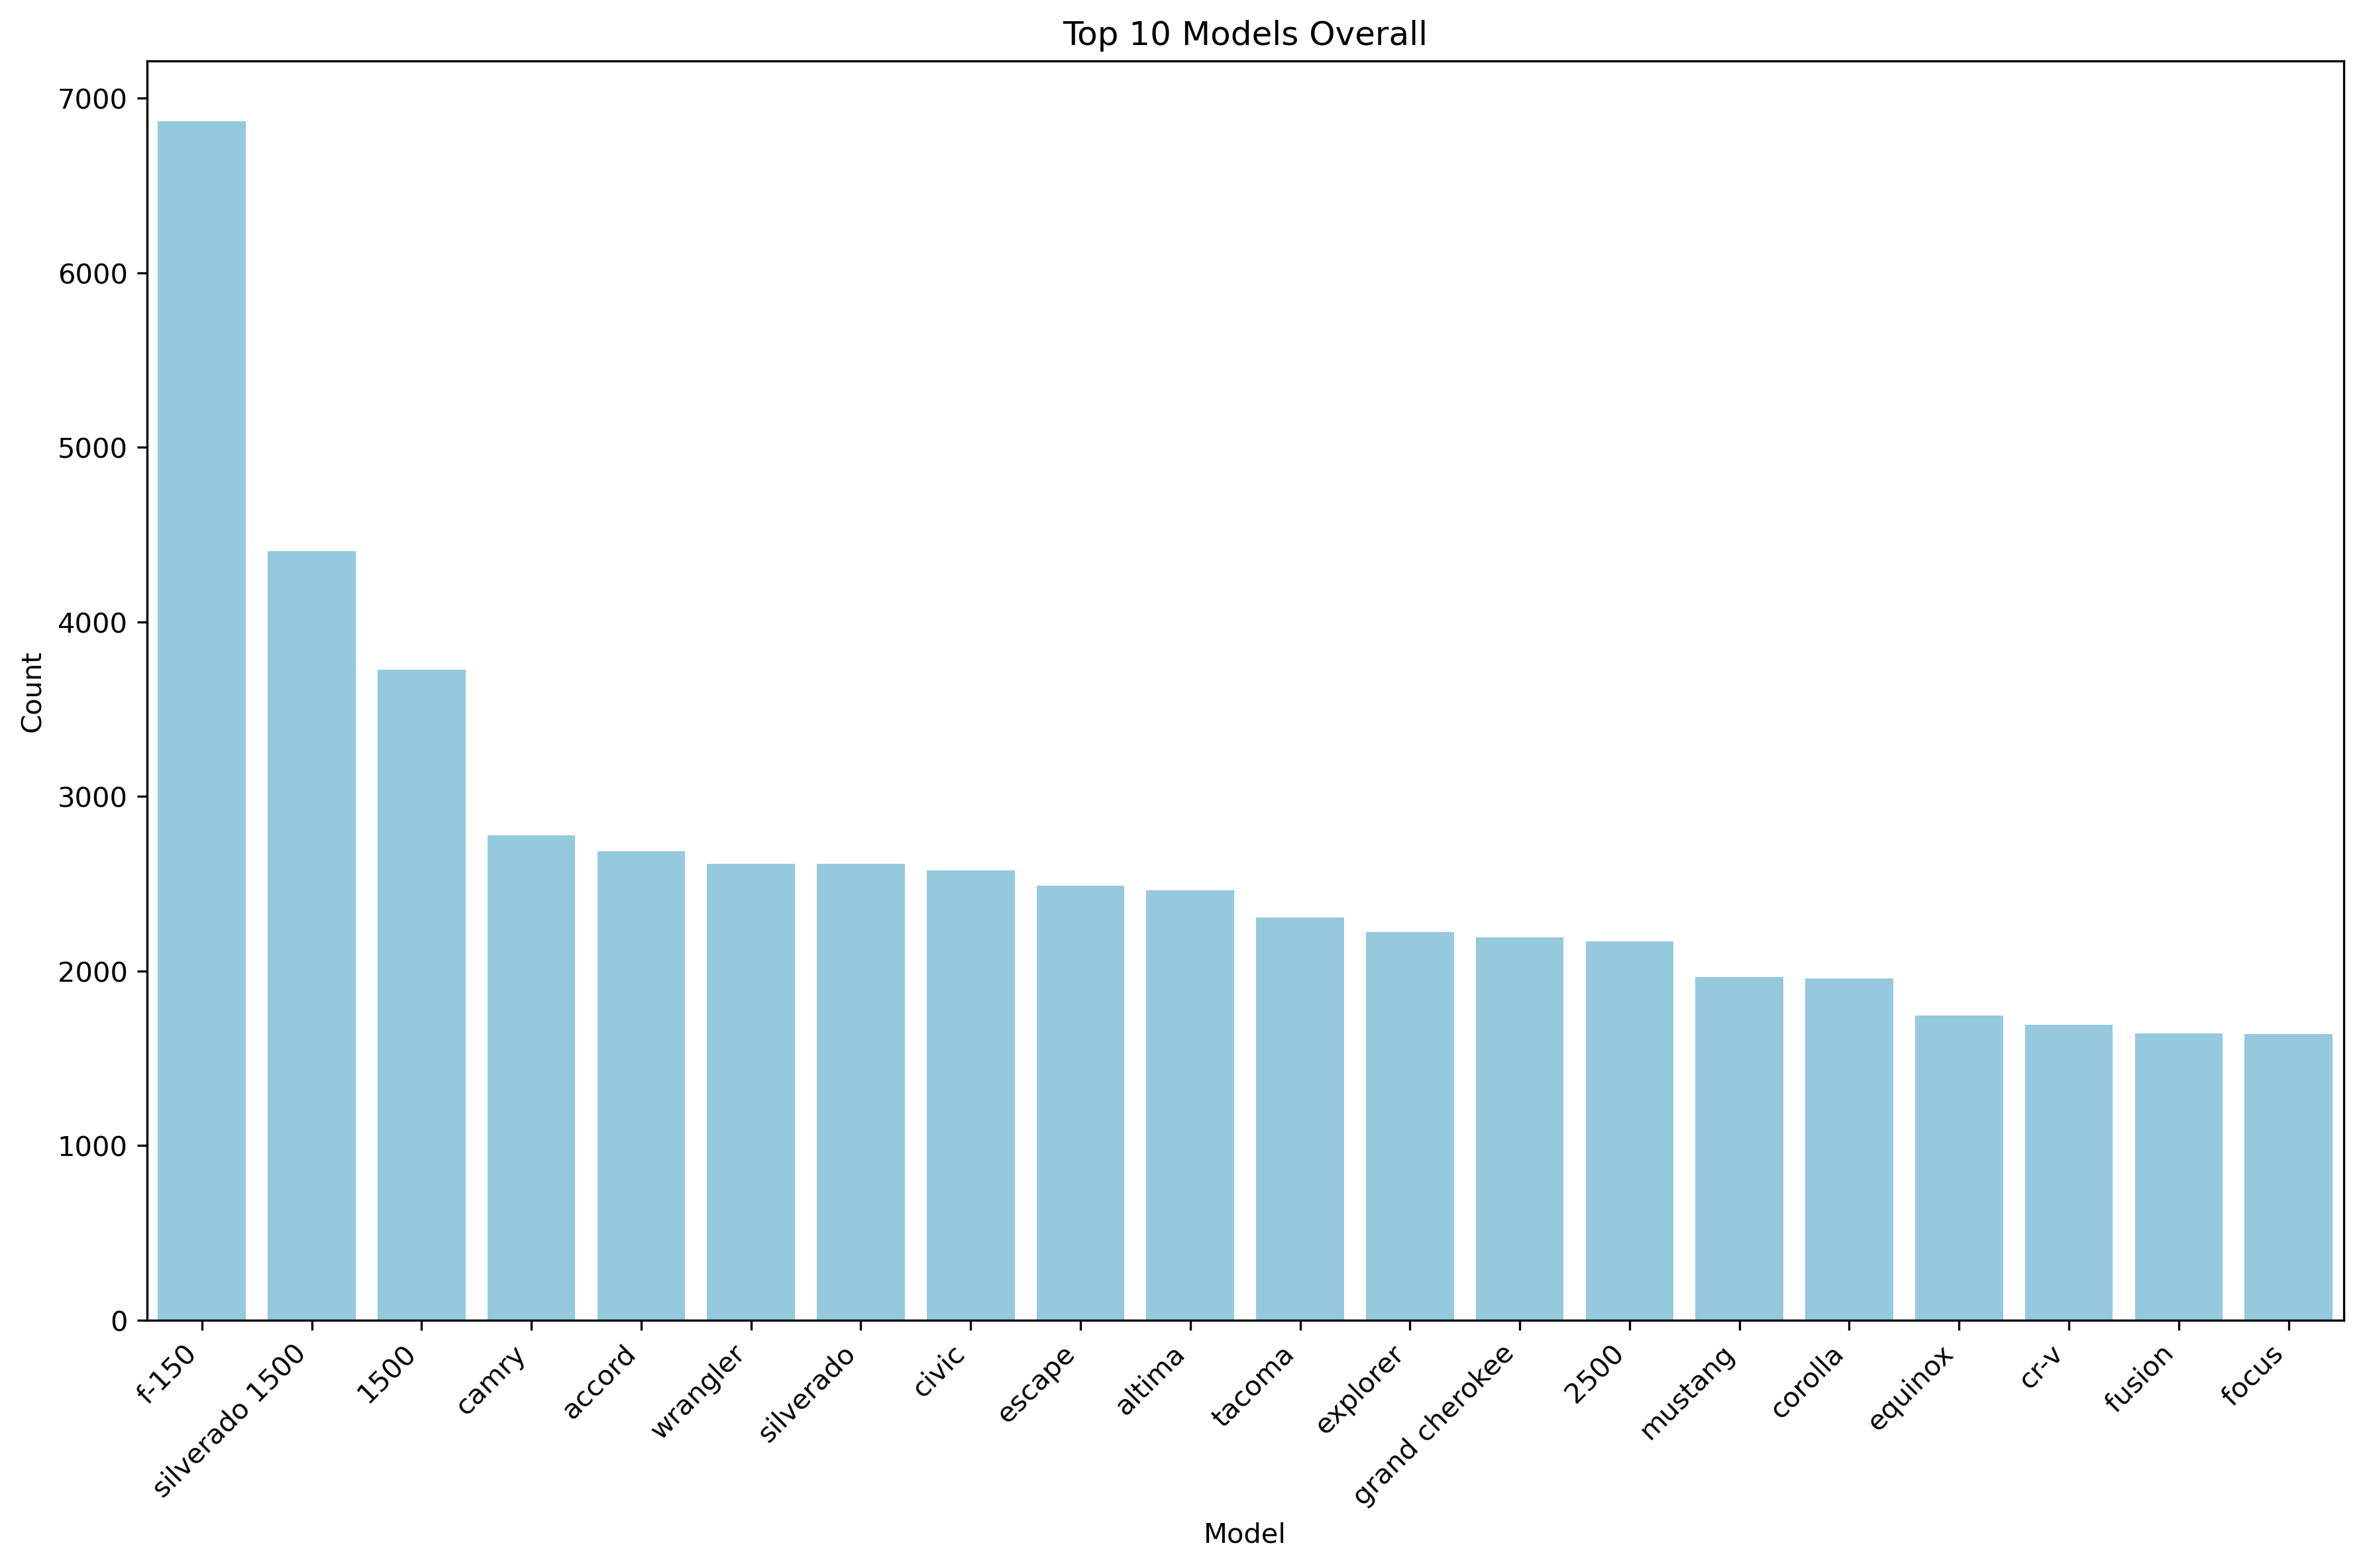 Top 10 Models Overall
7000
6000
5000
4000
3000
2000
1000
0
Count
f-150
silverado 1500
1500
camry
accord
wrangler
silverado
civic
escape
altima
tacoma
explorer
grand cherokee
2500
mustang
corolla
equinox
cr-v
fusion
focus
Model